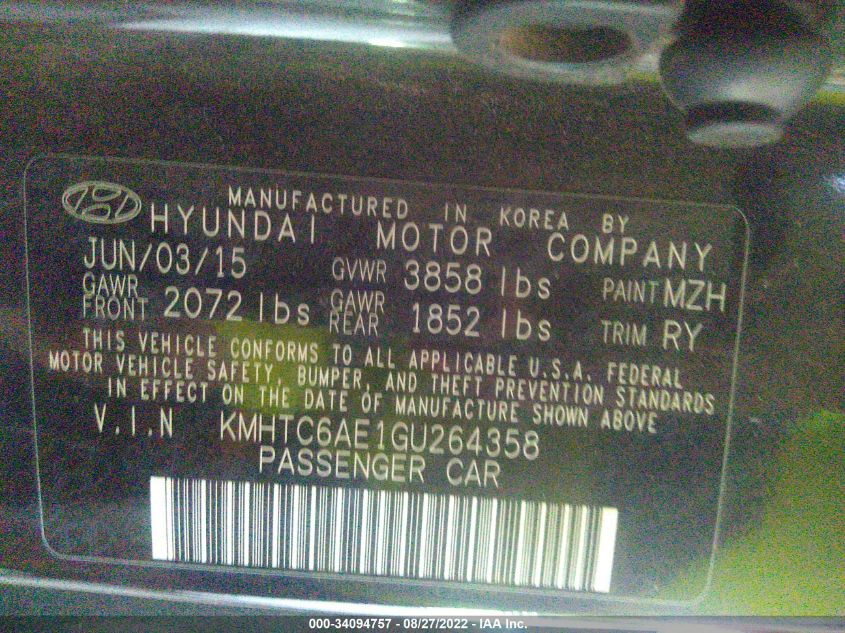 MANUFACTURED IN KOREA BY
HYUNDAI MOTOR COMPANY
JUN/03/15 GVWR 3858 lbs PAINT MZH
GAWR FRONT 2072 lbs GAWR REAR 1852 lbs TRIM RY
THIS VEHICLE CONFORMS TO ALL APPLICABLE U.S.A. FEDERAL
MOTOR VEHICLE SAFETY, BUMPER, AND THEFT PREVENTION STANDARDS
IN EFFECT ON THE DATE OF MANUFACTURE SHOWN ABOVE
V.I.N KMHTC6AE1GU264358
PASSENGER CAR
000-34094757 - 08/27/2022 - IAA Inc.